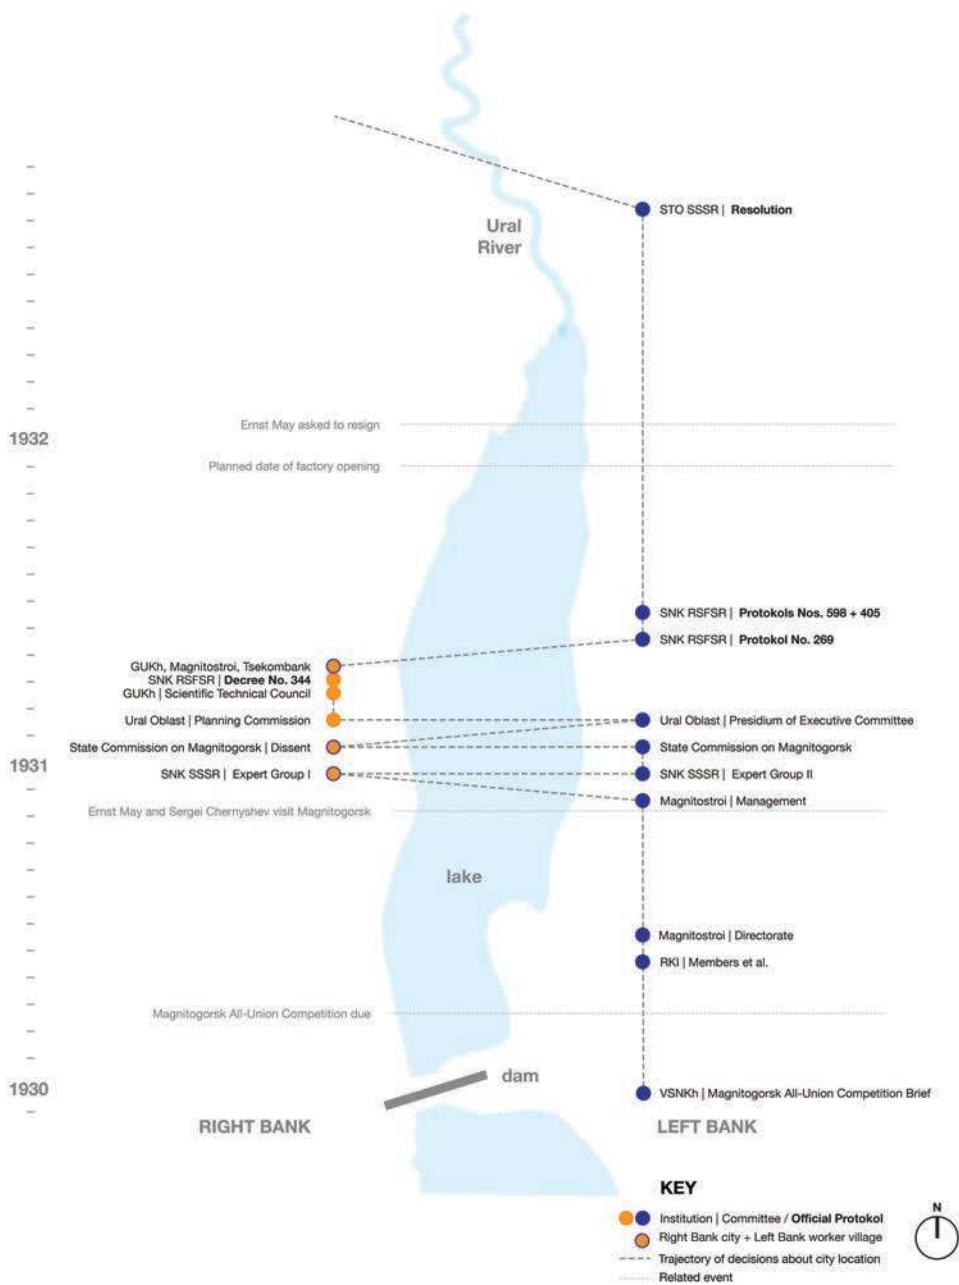 STO SSSR | Resolution
Ural
River
Ernst May asked to resign
1932
Planned date of factory opening
SNK RSFSR | Protokols Nos. 598 + 405
SNK RSFSR | Protokol No. 269
GUKh, Magnitostroi, Tsekombank
SNK RSFSR | Decree No. 344
GUKh | Scientific Technical Council
Ural Oblast | Planning Commission
Ural Oblast | Presidium of Executive Committee
State Commission on Magnitogorsk | Dissent
State Commission on Magnitogorsk
1931
SNK SSSR | Expert Group I
SNK SSSR | Expert Group II
Magnitostroi | Management
Ernst May and Sergei Chernyshev visit Magnitogorsk
lake
Magnitostroi | Directorate
RKI | Members et al.
Magnitogorsk All-Union Competition due
dam
1930
VSNKh | Magnitogorsk All-Union Competition Brief
RIGHT BANK
LEFT BANK
KEY
Institution | Committee / Official Protokol
Right Bank city + Left Bank worker village
Trajectory of decisions about city location
Related event
N